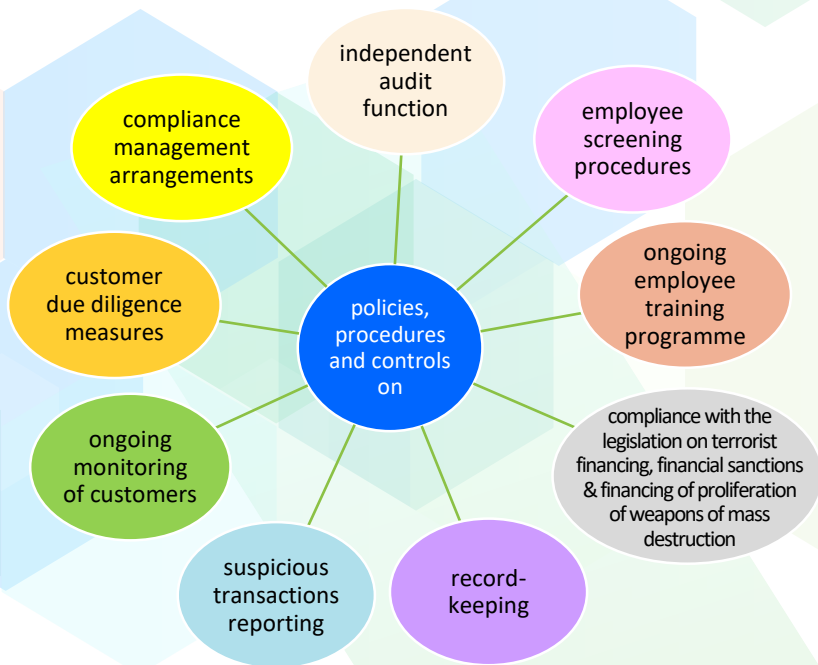 independent
audit
function
employee
screening
procedures
ongoing
employee
training
programme
compliance with the
legislation on terrorist
financing, financial sanctions
& financing of proliferation
of weapons of mass
destruction
record-
keeping
suspicious
transactions
reporting
ongoing
monitoring
of customers
customer
due diligence
measures
compliance
management
arrangements
policies,
procedures
and controls
on